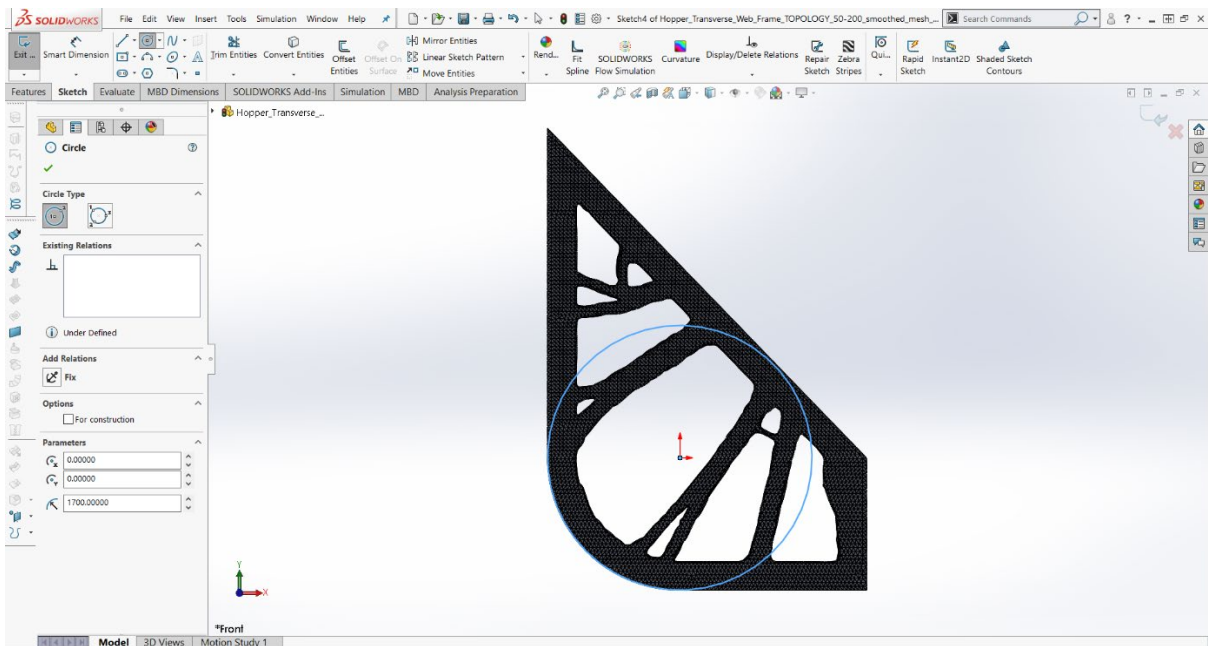 SOLIDWORKS File Edit View Insert Tools Simulation Window Help Sketch4 of Hopper_Transverse_Web_Frame_TOPOLOGY_50-200_smoothed_mesh_... Search Commands ?
Exit ... Smart Dimension Trim Entities Convert Entities Offset Entities Offset On Surface Mirror Entities Linear Sketch Pattern Move Entities Rend... Fit Spline SOLIDWORKS Flow Simulation Curvature Display/Delete Relations Repair Sketch Zebra Stripes Qui... Rapid Sketch Instant2D Shaded Sketch Contours
Features Sketch Evaluate MBD Dimensions SOLIDWORKS Add-Ins Simulation MBD Analysis Preparation
Hopper_Transverse_...
Circle
Circle Type
Existing Relations
Under Defined
Add Relations
Fix
Options
For construction
Parameters
0.00000
0.00000
1700.00000
Y
X
*Front
Model 3D Views Motion Study 1